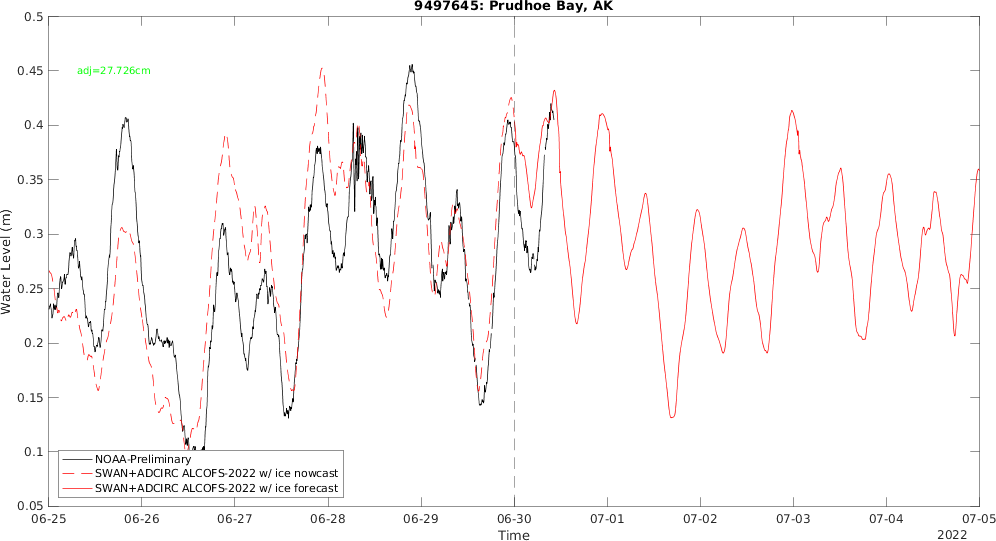 9497645: Prudhoe Bay, AK
0.5
0.45
0.4
0.35
0.3
0.25
0.2
0.15
0.1
0.05
Water Level (m)
adj=27.726cm
NOAA-Preliminary
SWAN+ADCIRC ALCOFS-2022 w/ ice nowcast
SWAN+ADCIRC ALCOFS-2022 w/ ice forecast
06-25 06-26 06-27 06-28 06-29 06-30 07-01 07-02 07-03 07-04 07-05
Time
2022